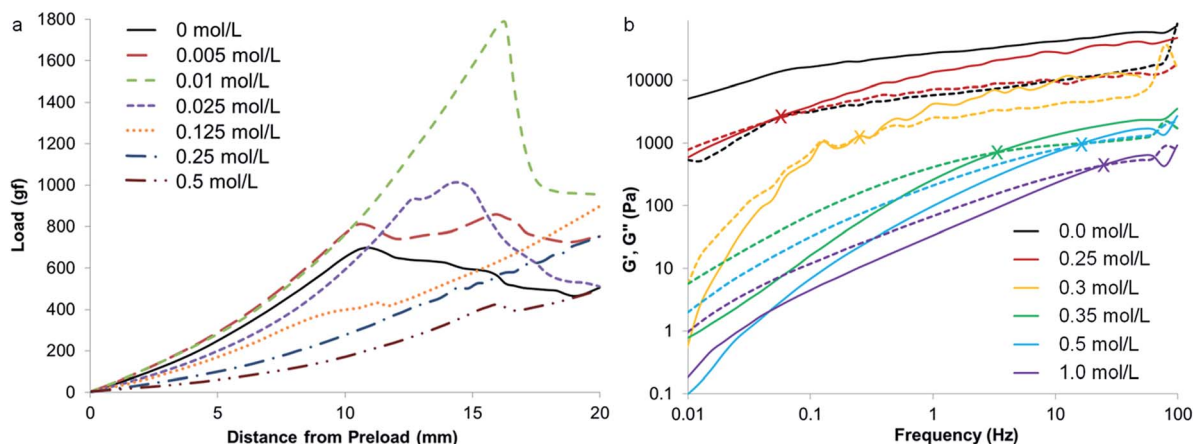 a
1800
1600
1400
1200
1000
800
600
400
200
0
Load (gf)
0 mol/L
0.005 mol/L
0.01 mol/L
0.025 mol/L
0.125 mol/L
0.25 mol/L
0.5 mol/L
0
5
10
15
20
Distance from Preload (mm)
b
10000
1000
100
10
1
0.1
G', G'' (Pa)
0.0 mol/L
0.25 mol/L
0.3 mol/L
0.35 mol/L
0.5 mol/L
1.0 mol/L
0.01
0.1
1
10
100
Frequency (Hz)